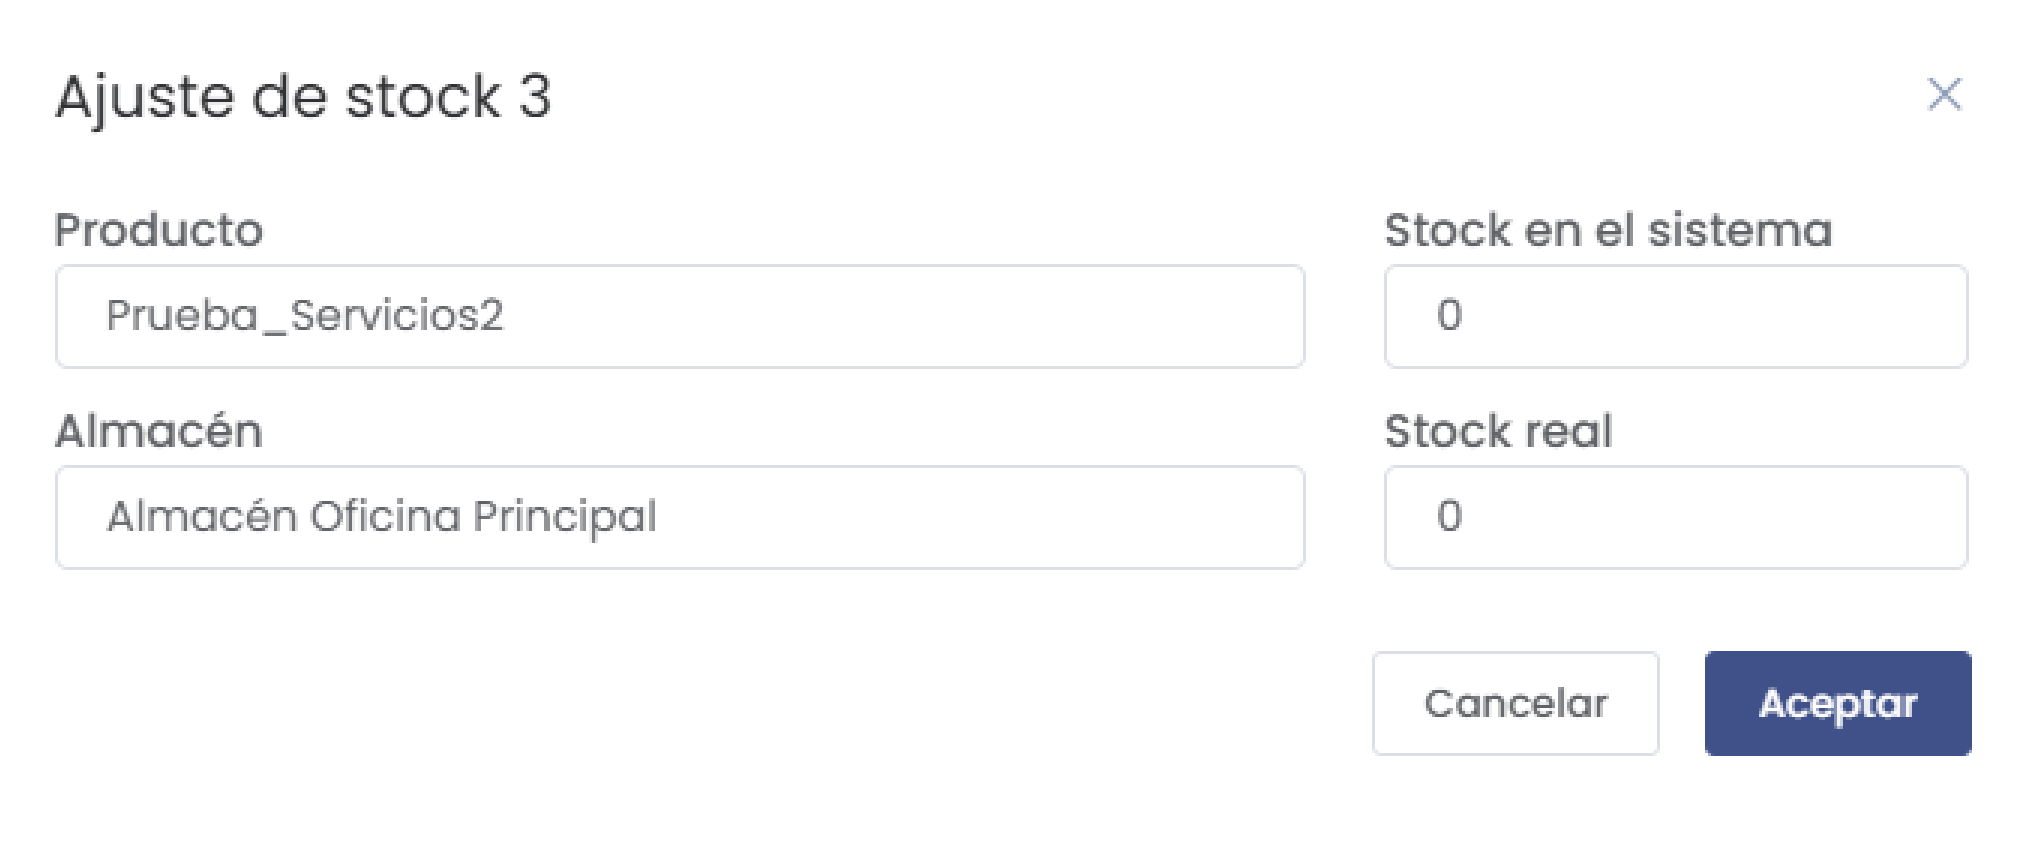 Ajuste de stock 3
Producto
Prueba_Servicios2
Stock en el sistema
0
Almacén
Almacén Oficina Principal
Stock real
0
Cancelar
Aceptar